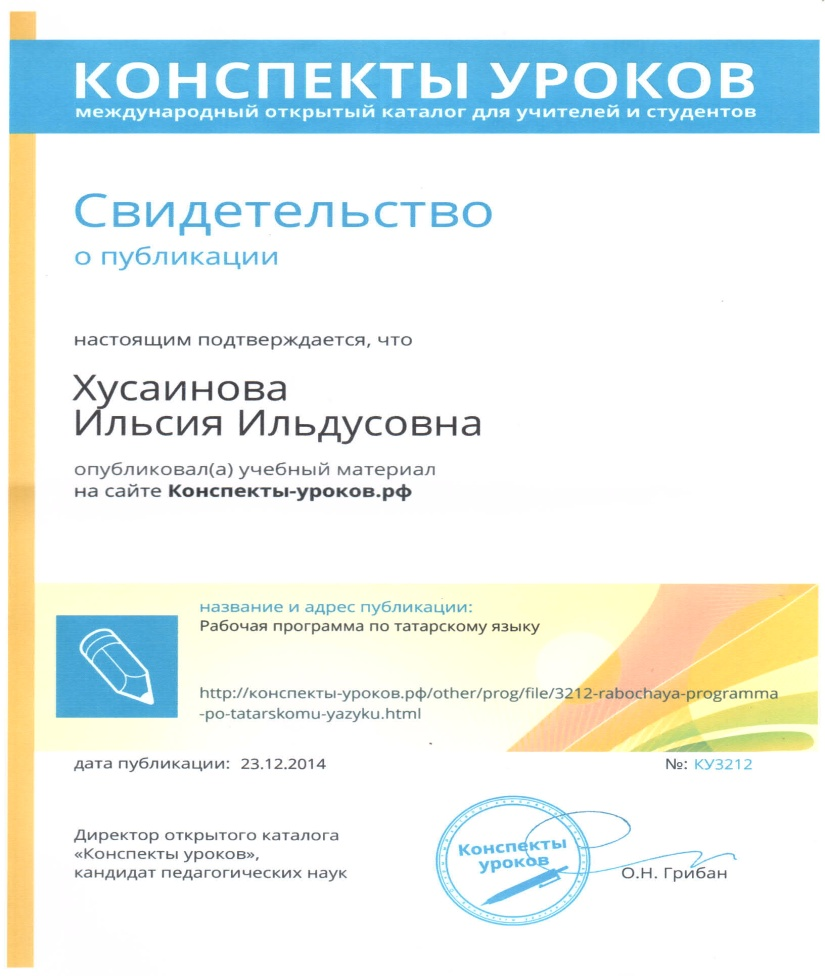 КОНСПЕКТЫ УРОКОВ
международный открытый каталог для учителей и студентов
Свидетельство
о публикации
настоящим подтверждается, что
Хусаинова
Ильсия Ильдусовна
опубликовал(а) учебный материал
на сайте Конспекты-уроков.рф
название и адрес публикации:
Рабочая программа по татарскому языку
http://конспекты-уроков.рф/other/prog/file/3212-rabochaya-programma
-po-tatarskomu-yazyku.html
дата публикации: 23.12.2014
№: КУ3212
Директор открытого каталога
«Конспекты уроков»,
кандидат педагогических наук
Конспекты
уроков
О.Н. Грибан